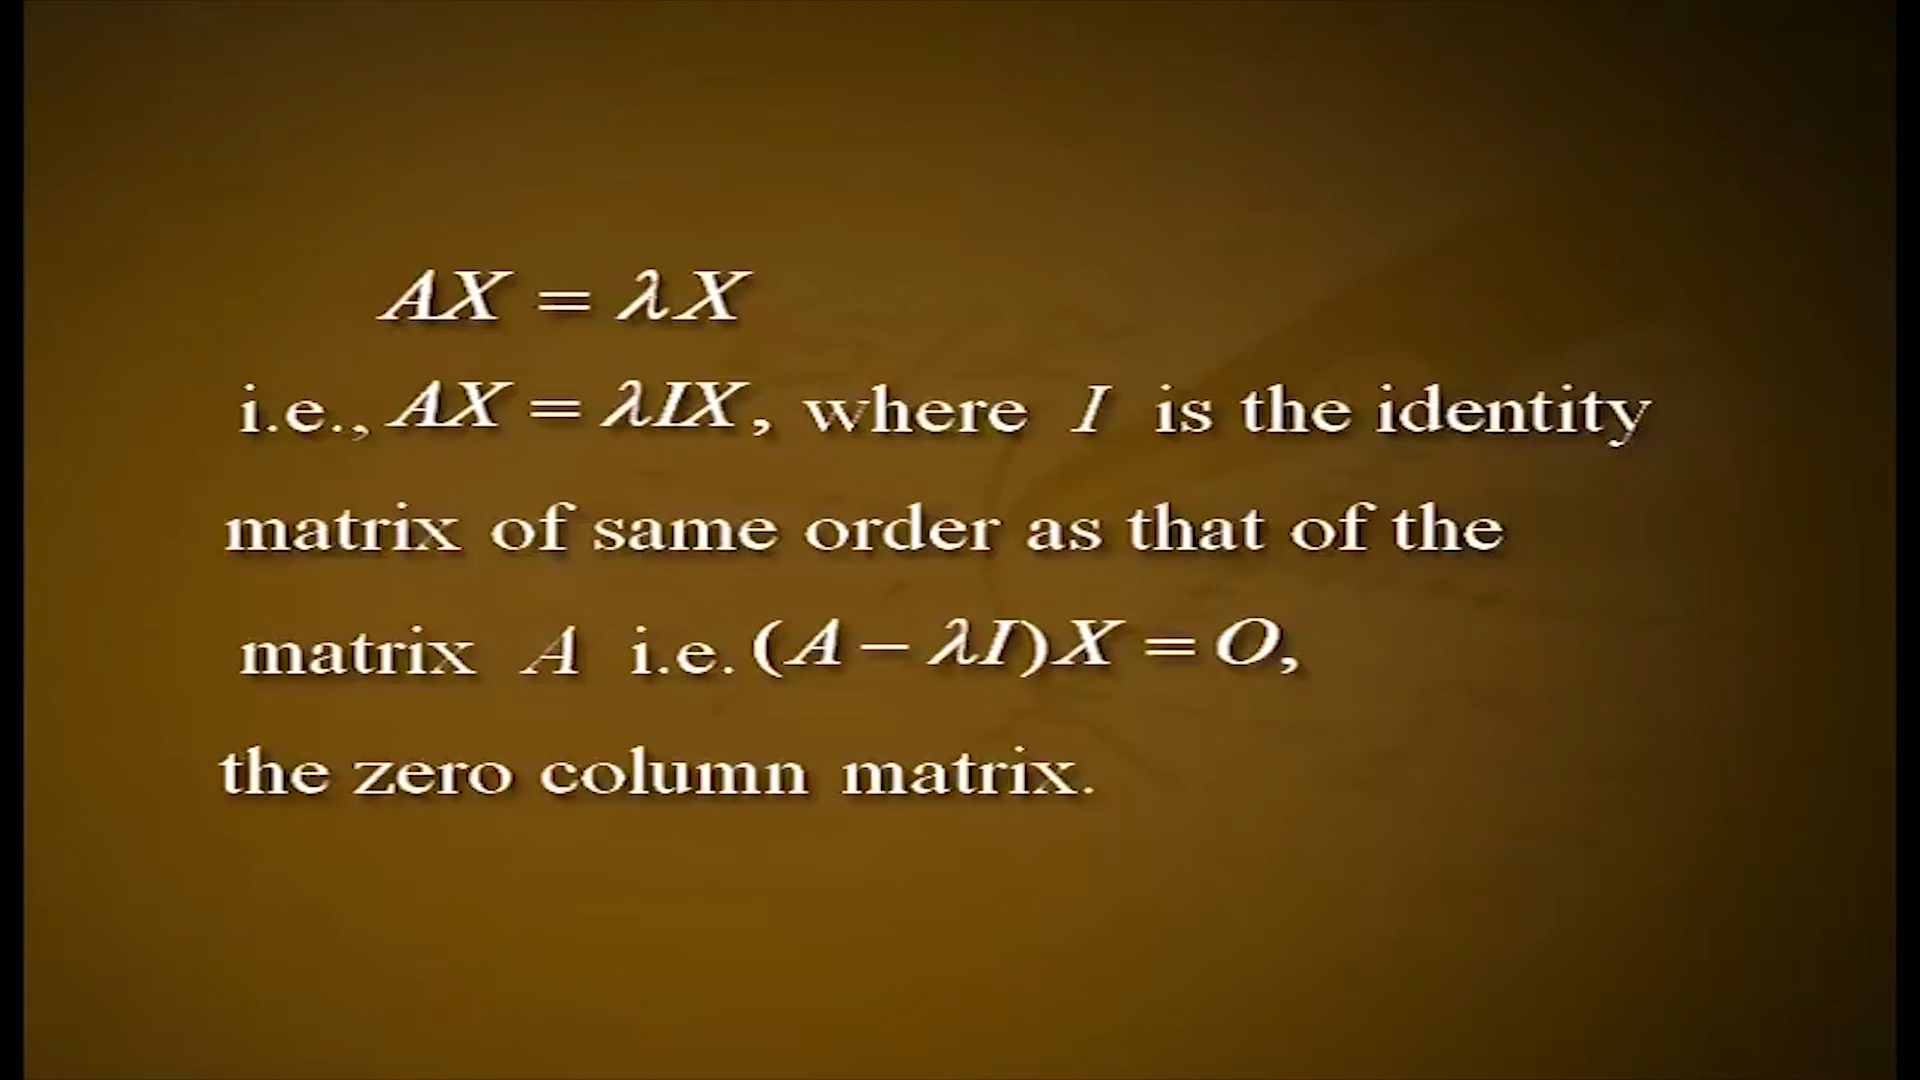 AX = λX
i.e., AX = λIX, where I is the identity
matrix of same order as that of the
matrix A i.e. (A − λI)X = O,
the zero column matrix.